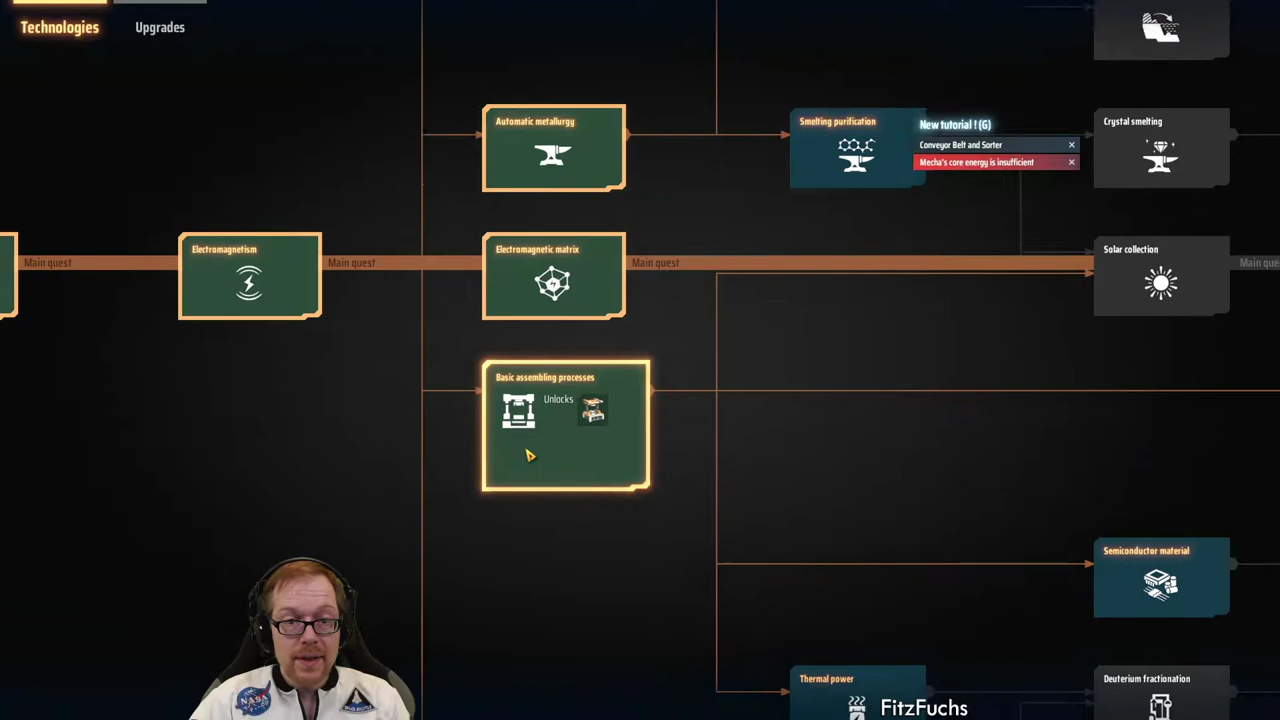 Technologies
Upgrades
Automatic metallurgy
Smelting purification
New tutorial ! (G)
Conveyor Belt and Sorter
Mecha's core energy is insufficient
Crystal smelting
Electromagnetism
Electromagnetic matrix
Solar collection
Main quest
Main quest
Main quest
Main que
Basic assembling processes
Unlocks
Semiconductor material
Thermal power
Deuterium fractionation
NASA
FitzFuchs